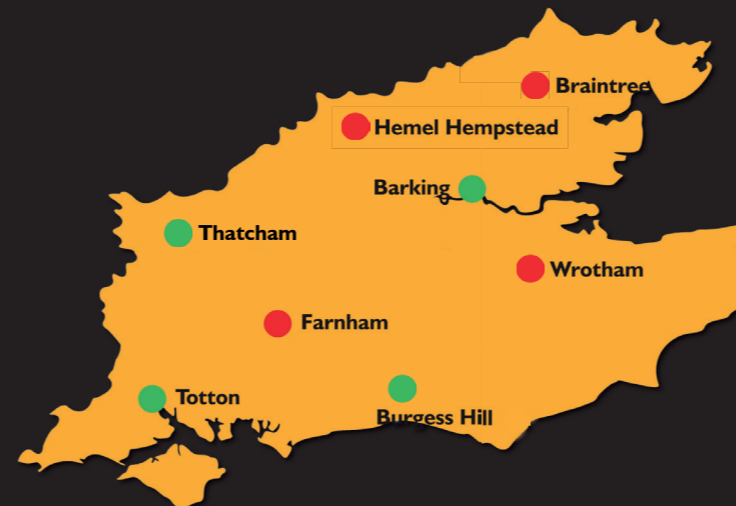 Braintree
Hemel Hempstead
Barking
Thatcham
Wrotham
Farnham
Totton
Burgess Hill